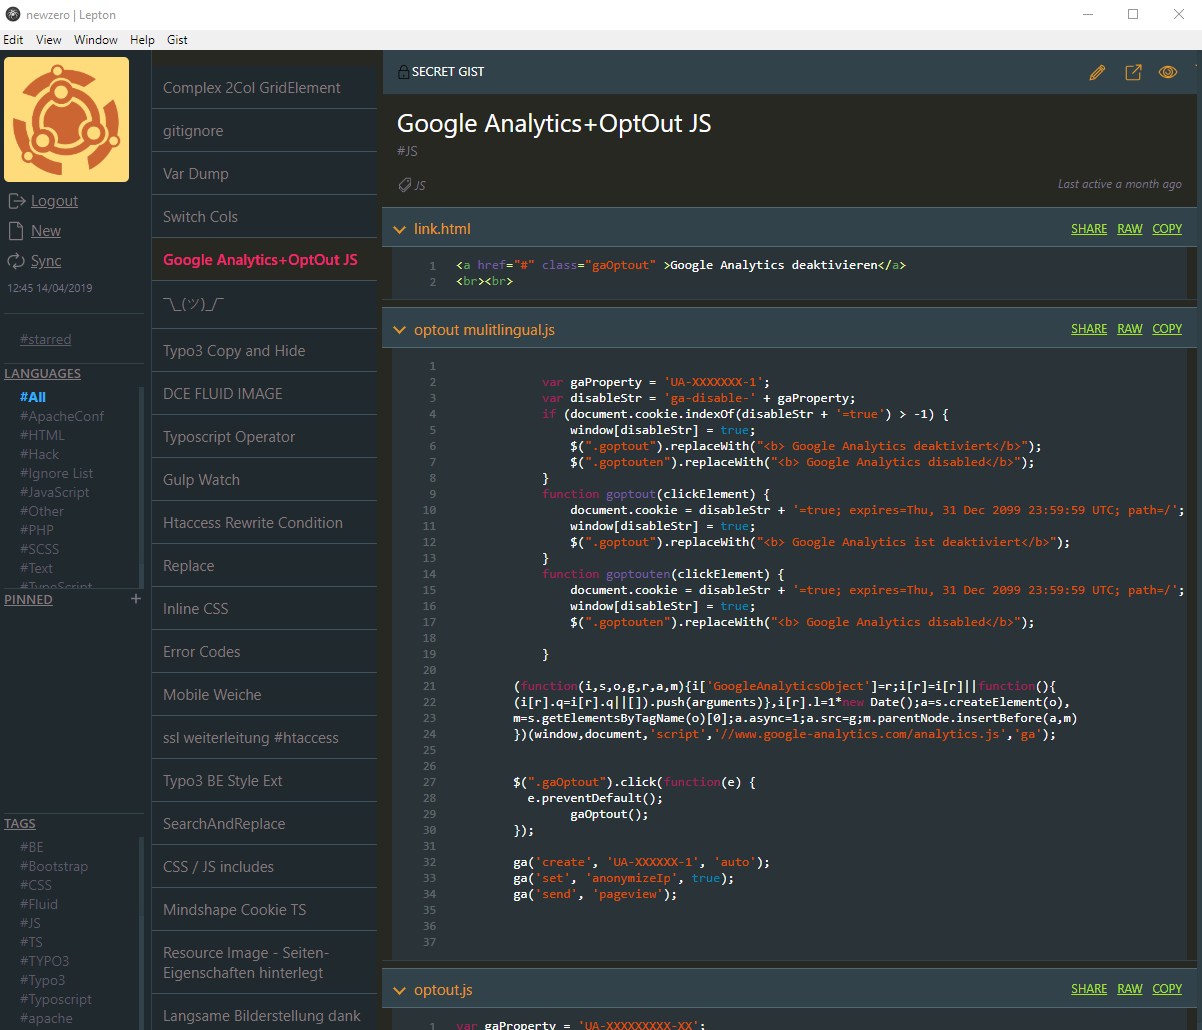 newzero | Lepton
Edit View Window Help Gist
Logout
New
Sync
12:45 14/04/2019
#starred
LANGUAGES
#All
#ApacheConf
#HTML
#Hack
#Ignore List
#JavaScript
#Other
#PHP
#SCSS
#Text
#TypeScript
PINNED +
TAGS
#BE
#Bootstrap
#CSS
#Fluid
#JS
#TS
#TYPO3
#Typo3
#Typoscript
#apache
Complex 2Col GridElement
gitignore
Var Dump
Switch Cols
Google Analytics+OptOut JS
¯\_(ツ)_/¯
Typo3 Copy and Hide
DCE FLUID IMAGE
Typoscript Operator
Gulp Watch
Htaccess Rewrite Condition
Replace
Inline CSS
Error Codes
Mobile Weiche
ssl weiterleitung #htaccess
Typo3 BE Style Ext
SearchAndReplace
CSS / JS includes
Mindshape Cookie TS
Resource Image - Seiten-
Eigenschaften hinterlegt
Langsame Bilderstellung dank
SECRET GIST
Google Analytics+OptOut JS
#JS
JS
Last active a month ago
link.html SHARE RAW COPY
1 <a href="#" class="gaOptout" >Google Analytics deaktivieren</a>
2 <br><br>
optout mulitlingual.js SHARE RAW COPY
1
2 var gaProperty = 'UA-XXXXXXX-1';
3 var disableStr = 'ga-disable-' + gaProperty;
4 if (document.cookie.indexOf(disableStr + '=true') > -1) {
5 window[disableStr] = true;
6 $(".goptout").replaceWith("<b> Google Analytics deaktiviert</b>");
7 $(".goptouten").replaceWith("<b> Google Analytics disabled</b>");
8 }
9 function goptout(clickElement) {
10 document.cookie = disableStr + '=true; expires=Thu, 31 Dec 2099 23:59:59 UTC; path=/';
11 window[disableStr] = true;
12 $(".goptout").replaceWith("<b> Google Analytics ist deaktiviert</b>");
13 }
14 function goptouten(clickElement) {
15 document.cookie = disableStr + '=true; expires=Thu, 31 Dec 2099 23:59:59 UTC; path=/';
16 window[disableStr] = true;
17 $(".goptouten").replaceWith("<b> Google Analytics disabled</b>");
18
19 }
20
21 (function(i,s,o,g,r,a,m){i['GoogleAnalyticsObject']=r;i[r]=i[r]||function(){
22 (i[r].q=i[r].q||[]).push(arguments)},i[r].l=1*new Date();a=s.createElement(o),
23 m=s.getElementsByTagName(o)[0];a.async=1;a.src=g;m.parentNode.insertBefore(a,m)
24 })(window,document,'script','//www.google-analytics.com/analytics.js','ga');
25
26
27 $(".gaOptout").click(function(e) {
28 e.preventDefault();
29 gaOptout();
30 });
31
32 ga('create', 'UA-XXXXXX-1', 'auto');
33 ga('set', 'anonymizeIp', true);
34 ga('send', 'pageview');
35
36
37
optout.js SHARE RAW COPY
1 var gaProperty = 'UA-XXXXXXXXX-XX';